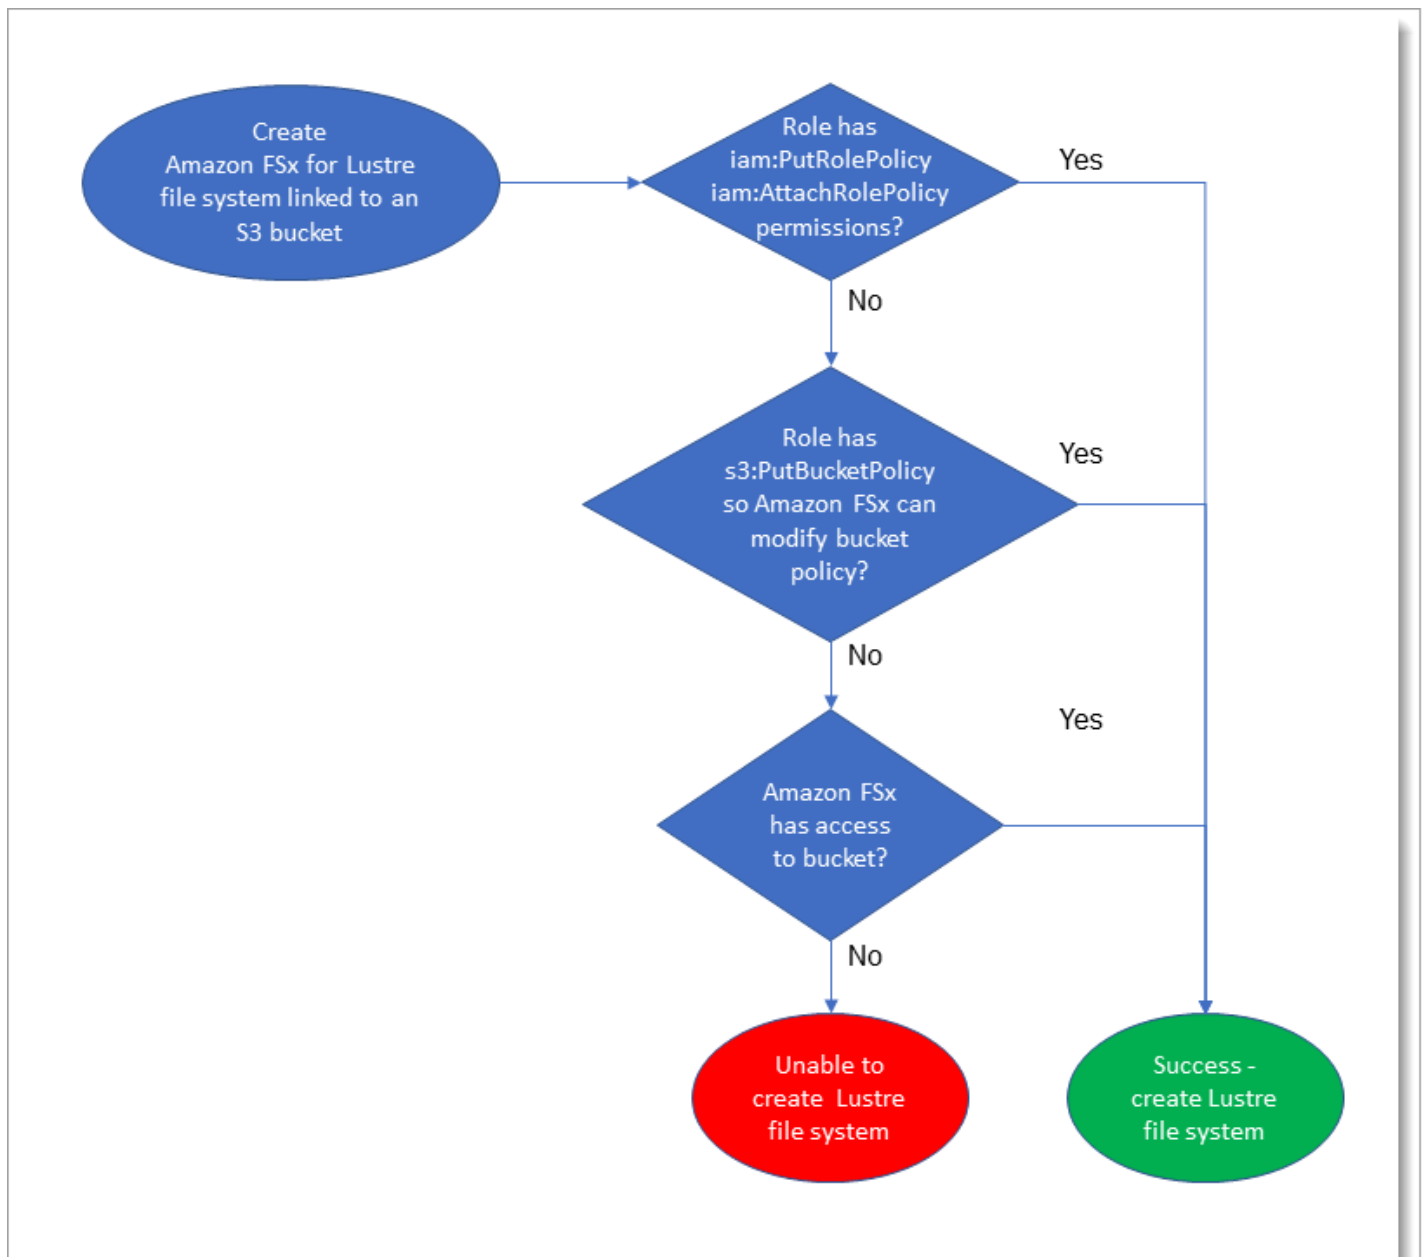 Create
Amazon FSx for Lustre
file system linked to an
S3 bucket
Role has
iam:PutRolePolicy
iam:AttachRolePolicy
permissions?
Yes
No
Role has
s3:PutBucketPolicy
so Amazon FSx can
modify bucket
policy?
Yes
No
Yes
Amazon FSx
has access
to bucket?
No
Unable to
create Lustre
file system
Success -
create Lustre
file system